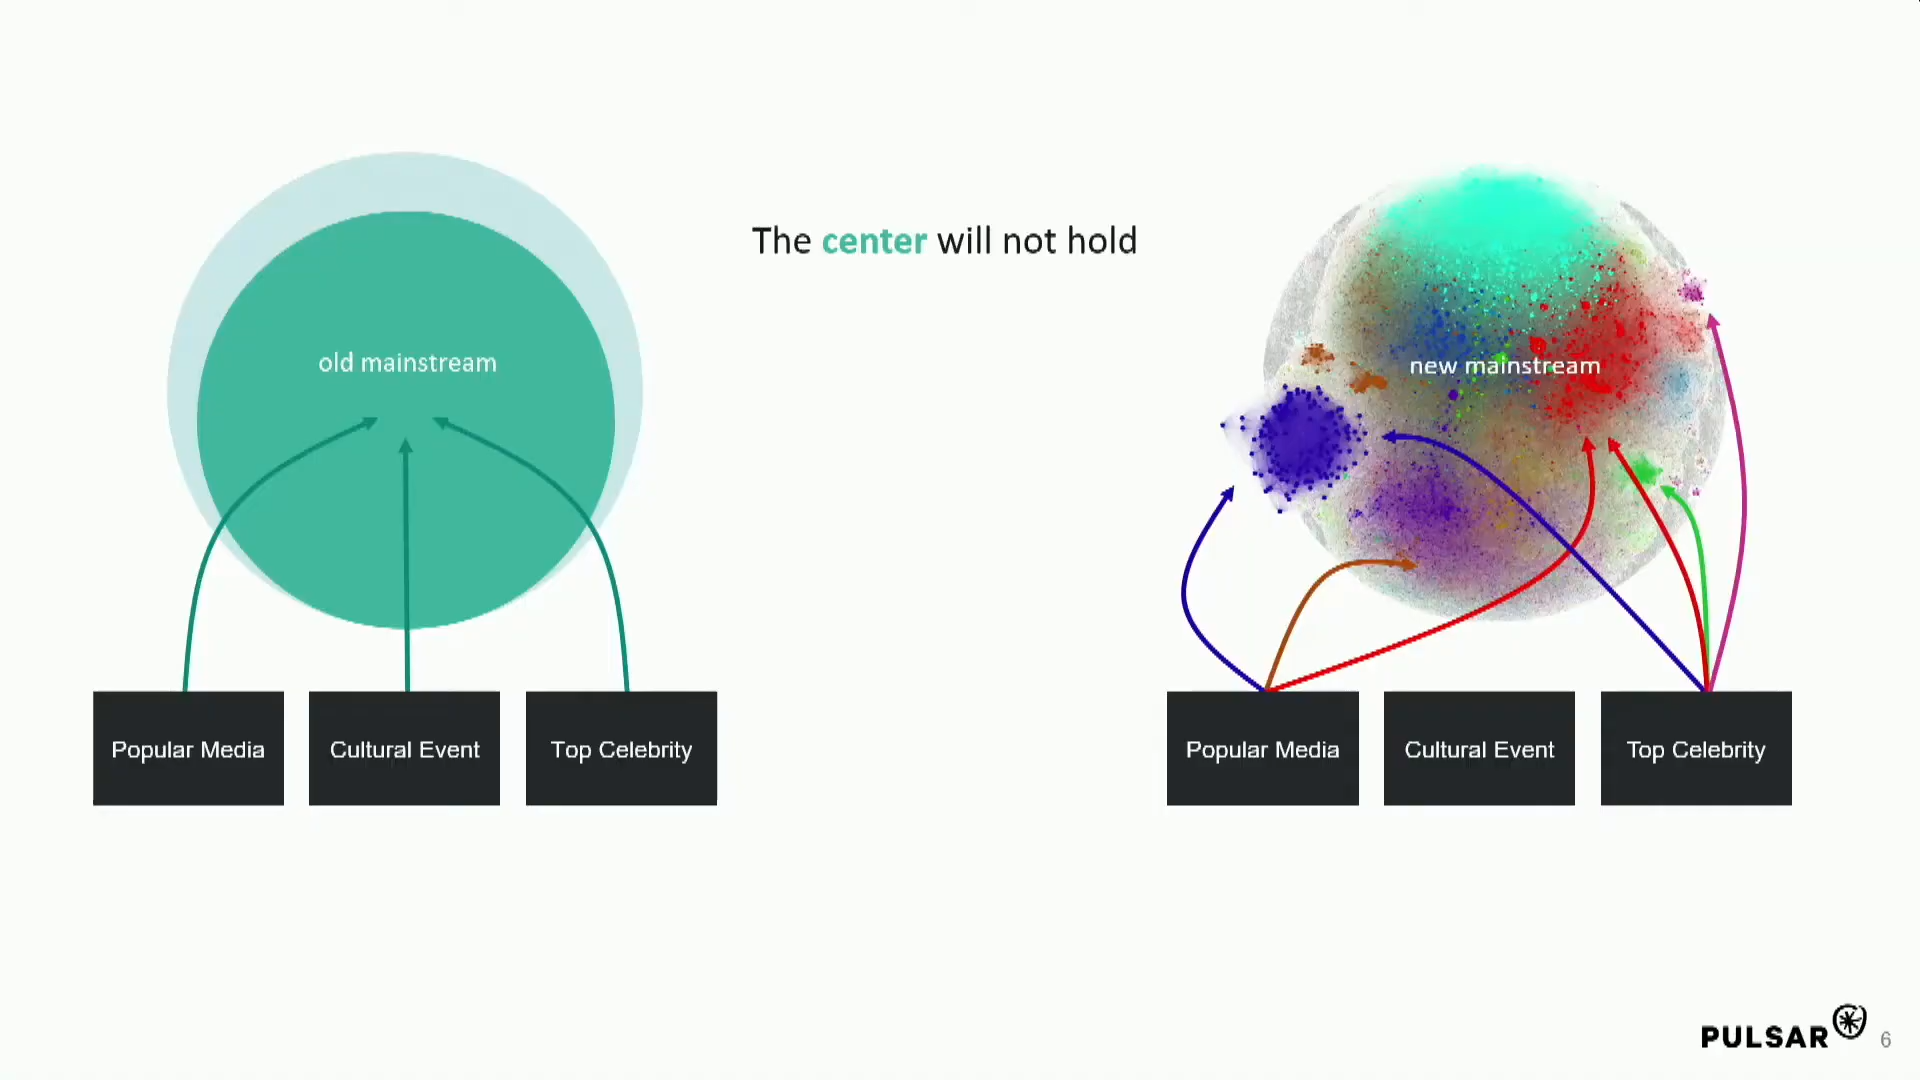 The center will not hold
old mainstream
new mainstream
Popular Media
Cultural Event
Top Celebrity
Popular Media
Cultural Event
Top Celebrity
PULSAR
6